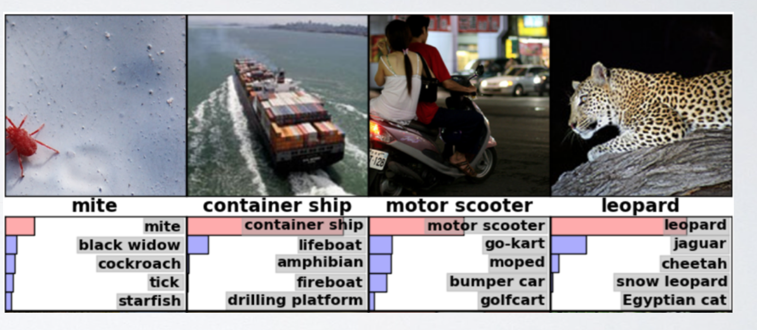 mite
mite
black widow
cockroach
tick
starfish
container ship
container ship
lifeboat
amphibian
fireboat
drilling platform
motor scooter
motor scooter
go-kart
moped
bumper car
golfcart
leopard
leopard
jaguar
cheetah
snow leopard
Egyptian cat